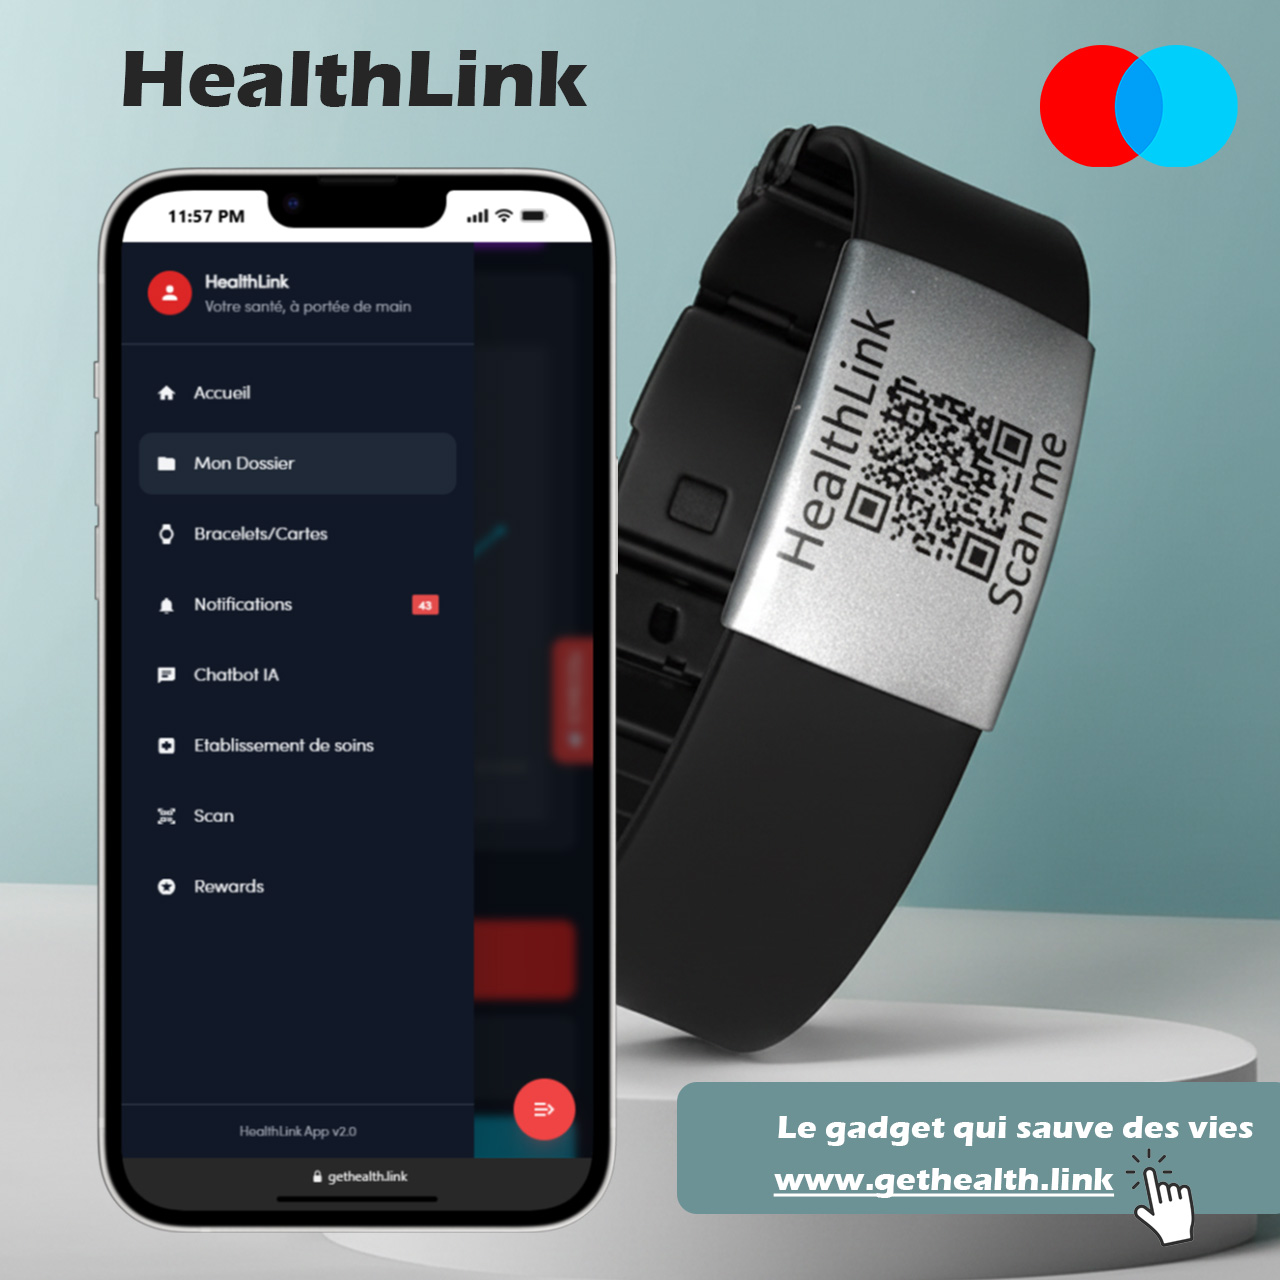 HealthLink
11:57 PM
HealthLink
Votre santé, à portée de main
Accueil
Mon Dossier
Bracelets/Cartes
Notifications
43
Chatbot IA
Etablissement de soins
Scan
Rewards
HealthLink App v2.0
gethealth.link
HealthLink
Scan me
Le gadget qui sauve des vies
www.gethealth.link